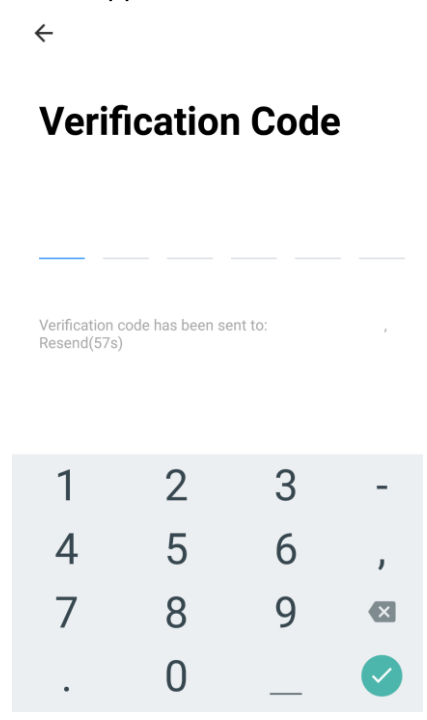 Verification Code
Verification code has been sent to: ,
Resend(57s)
1 2 3 -
4 5 6 ,
7 8 9
. 0 _